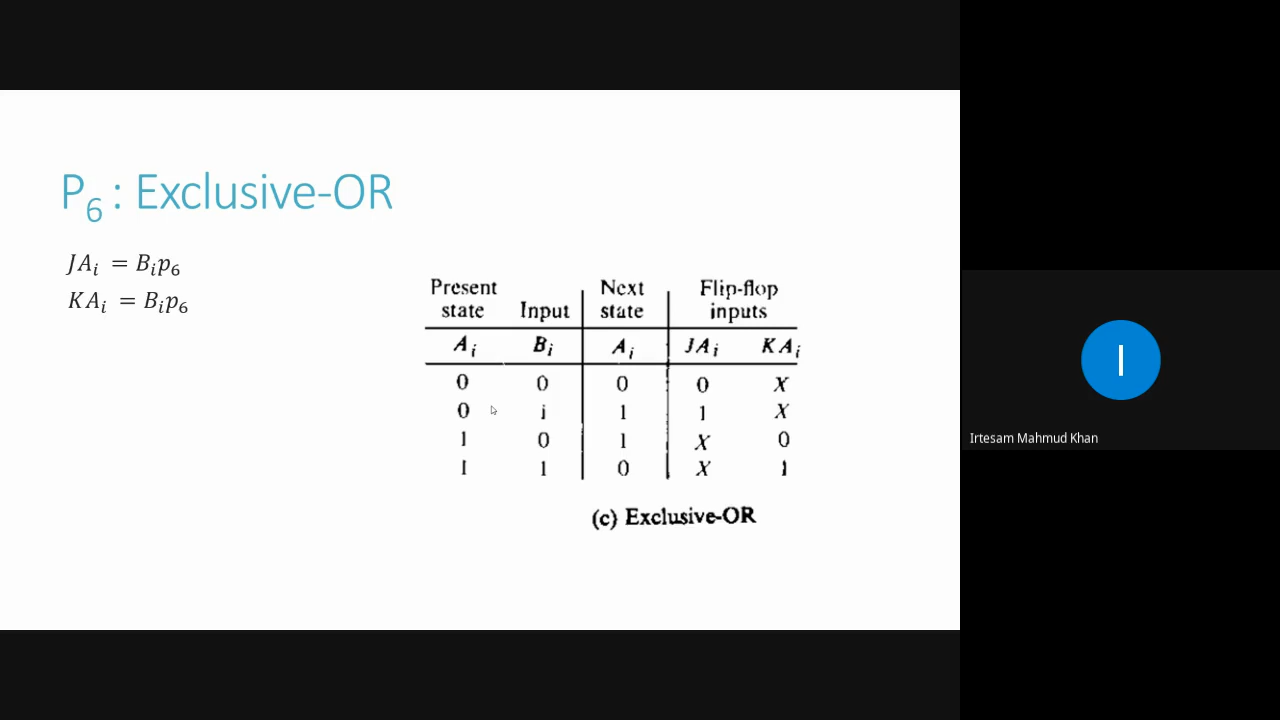 P₆ : Exclusive-OR
JAᵢ = Bᵢp₆
KAᵢ = Bᵢp₆
Present state Input Next state Flip-flop inputs
Aᵢ Bᵢ Aᵢ JAᵢ KAᵢ
0 0 0 0 X
0 i 1 1 X
1 0 1 X 0
1 1 0 X 1
(c) Exclusive-OR
I
Irtesam Mahmud Khan